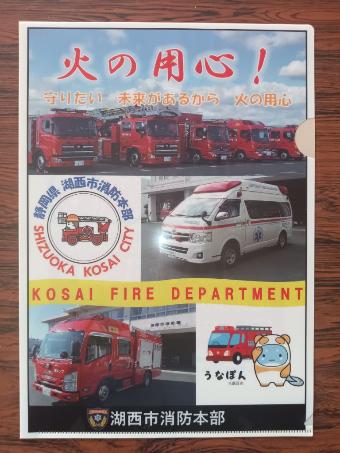 火の用心！
守りたい 未来があるから 火の用心
静岡県 湖西市消防本部
SHIZUOKA KOSAI CITY
KOSAI FIRE DEPARTMENT
うなぽん
湖西市消防本部